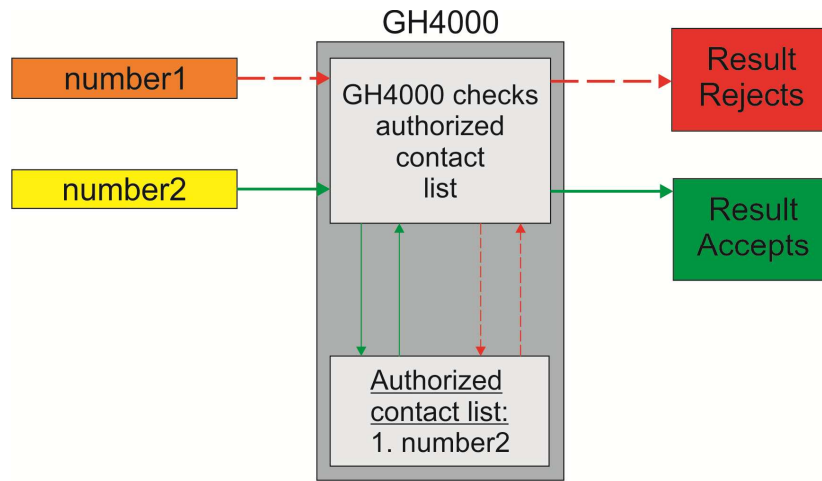 GH4000
number1
GH4000 checks
authorized
contact
list
Result
Rejects
number2
Result
Accepts
Authorized
contact list:
1. number2